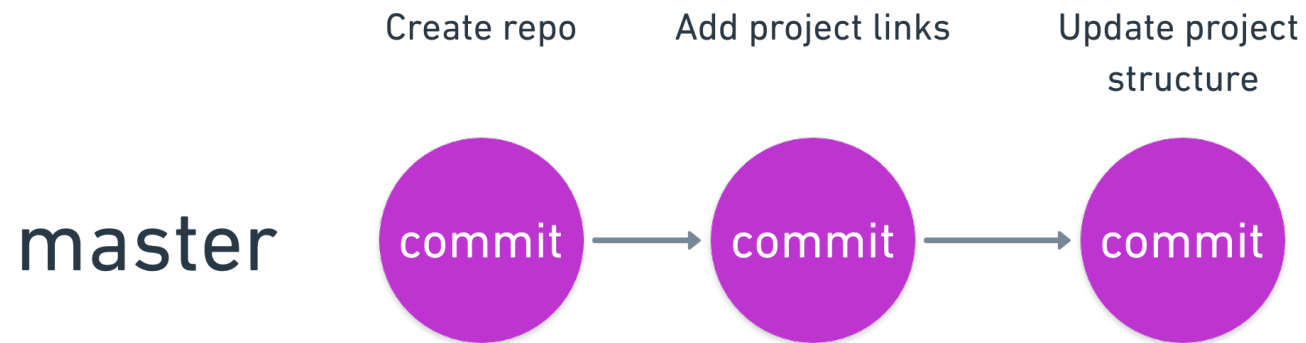 Create repo
Add project links
Update project
structure
master
commit
commit
commit